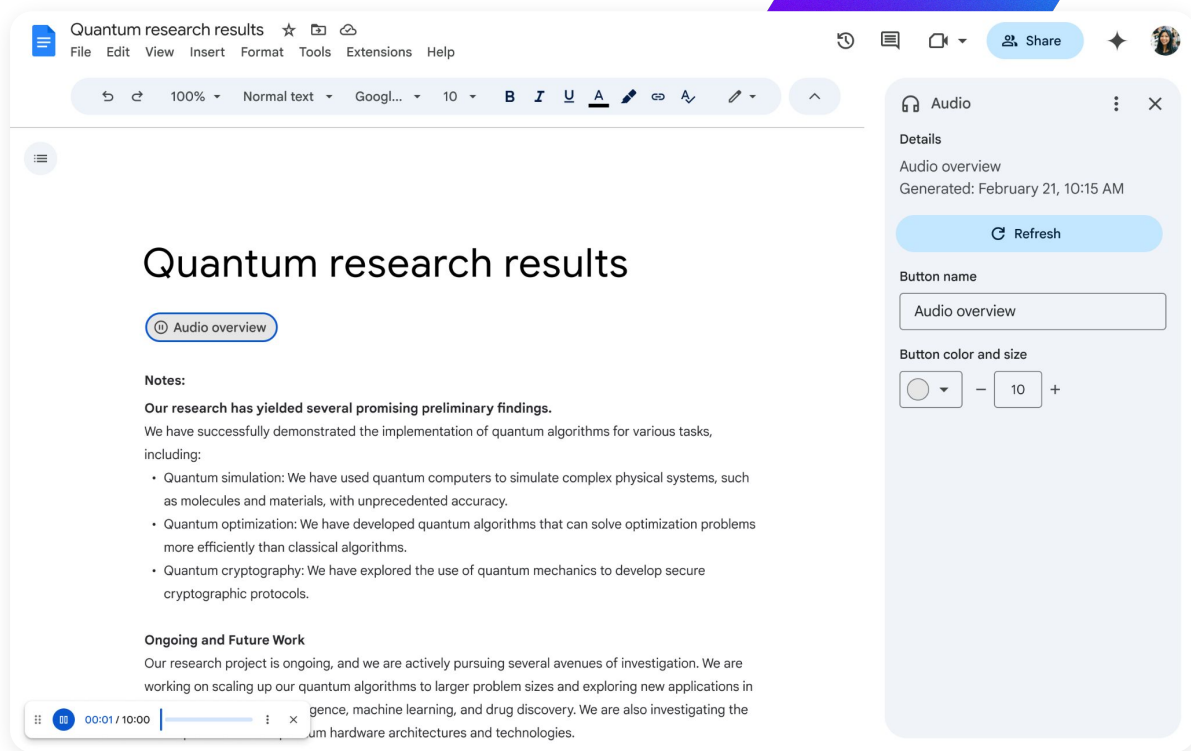 Quantum research results
File Edit View Insert Format Tools Extensions Help
Share
100% Normal text Googl... 10 B I U A
Audio
Details
Audio overview
Generated: February 21, 10:15 AM
Refresh
Button name
Audio overview
Button color and size
10
Quantum research results
Audio overview
Notes:
Our research has yielded several promising preliminary findings.
We have successfully demonstrated the implementation of quantum algorithms for various tasks,
including:
• Quantum simulation: We have used quantum computers to simulate complex physical systems, such
as molecules and materials, with unprecedented accuracy.
• Quantum optimization: We have developed quantum algorithms that can solve optimization problems
more efficiently than classical algorithms.
• Quantum cryptography: We have explored the use of quantum mechanics to develop secure
cryptographic protocols.
Ongoing and Future Work
Our research project is ongoing, and we are actively pursuing several avenues of investigation. We are
working on scaling up our quantum algorithms to larger problem sizes and exploring new applications in
gence, machine learning, and drug discovery. We are also investigating the
um hardware architectures and technologies.
00:01 / 10:00